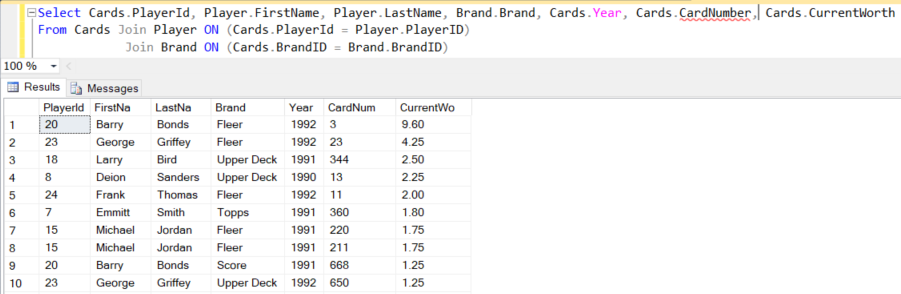 Select Cards.PlayerId, Player.FirstName, Player.LastName, Brand.Brand, Cards.Year, Cards.CardNumber, Cards.CurrentWorth
From Cards Join Player ON (Cards.PlayerId = Player.PlayerID)
Join Brand ON (Cards.BrandID = Brand.BrandID)
100 %
Results Messages
PlayerId FirstNa LastNa Brand Year CardNum CurrentWo
1 20 Barry Bonds Fleer 1992 3 9.60
2 23 George Griffey Fleer 1992 23 4.25
3 18 Larry Bird Upper Deck 1991 344 2.50
4 8 Deion Sanders Upper Deck 1990 13 2.25
5 24 Frank Thomas Fleer 1992 11 2.00
6 7 Emmitt Smith Topps 1991 360 1.80
7 15 Michael Jordan Fleer 1991 220 1.75
8 15 Michael Jordan Fleer 1991 211 1.75
9 20 Barry Bonds Score 1991 668 1.25
10 23 George Griffey Upper Deck 1992 650 1.25